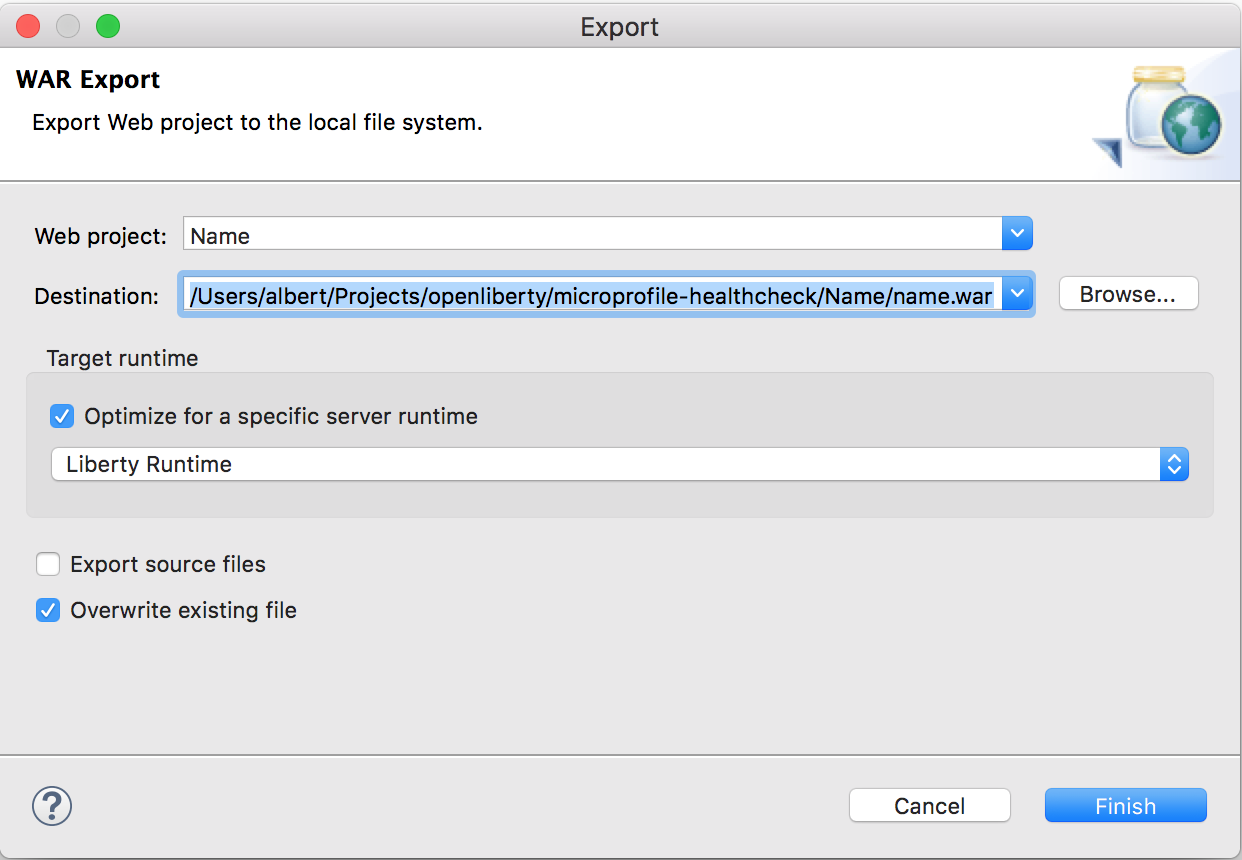 Export
WAR Export
Export Web project to the local file system.
Web project: Name
Destination: /Users/albert/Projects/openliberty/microprofile-healthcheck/Name/name.war Browse...
Target runtime
Optimize for a specific server runtime
Liberty Runtime
Export source files
Overwrite existing file
? Cancel Finish